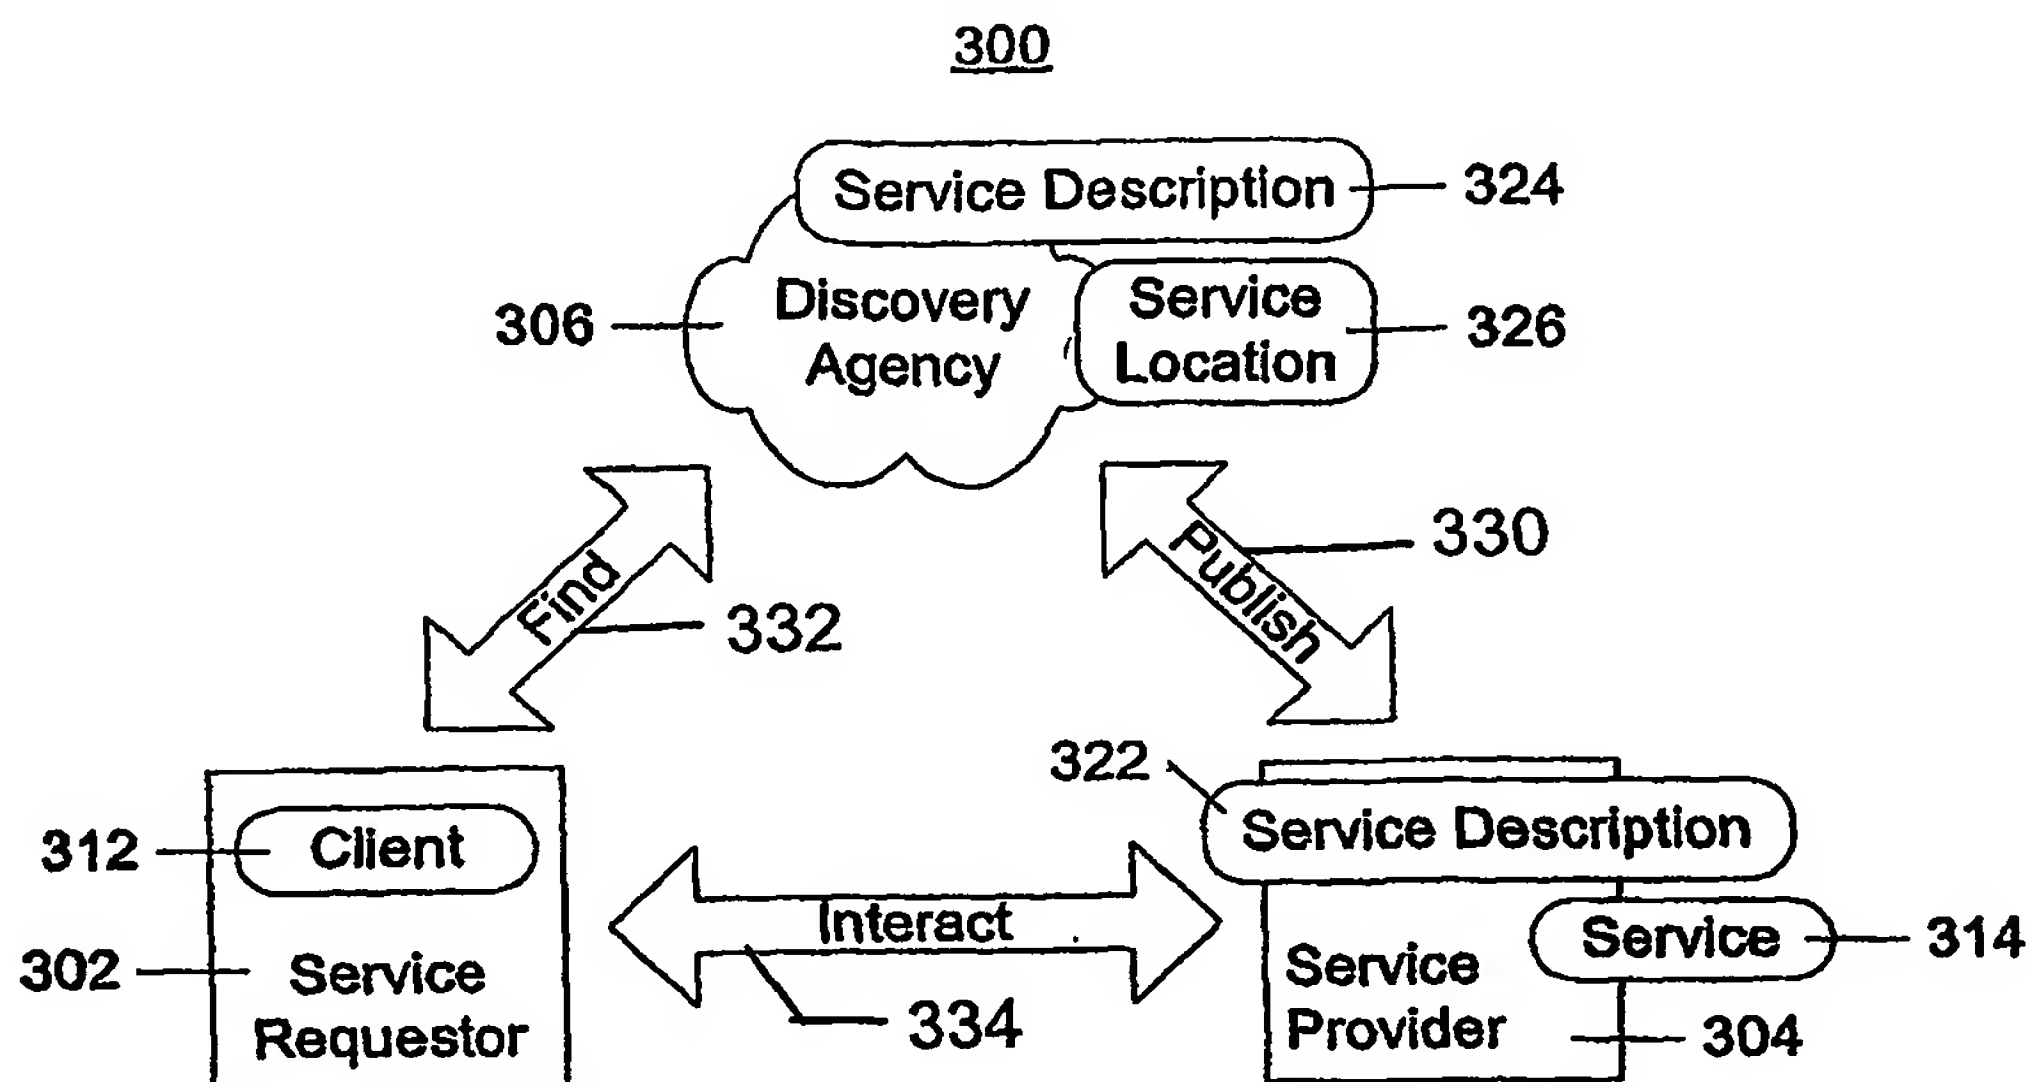 300
Service Description
324
Discovery
Agency
306
Service
Location
326
Find
332
Publish
330
322
Service Description
312
Client
302
Service
Requestor
Interact
334
Service
314
Service
Provider
304